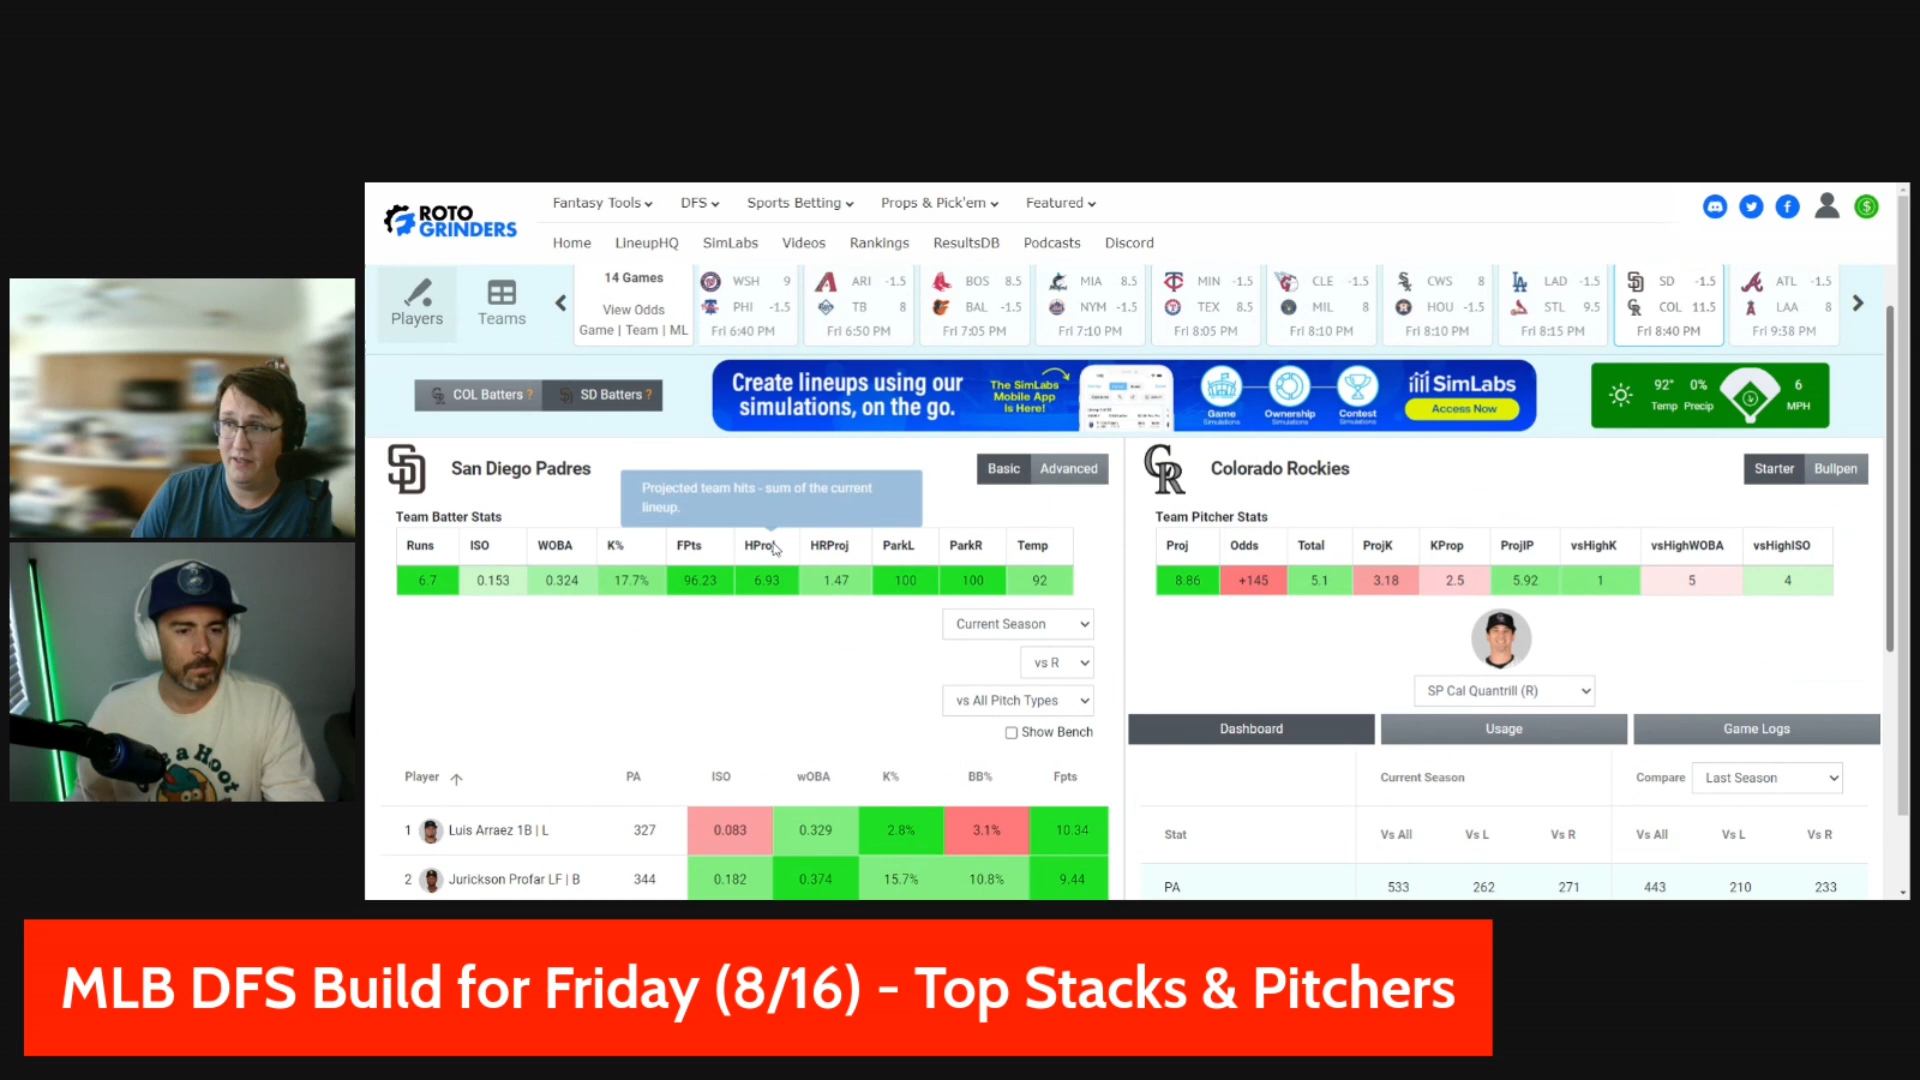 ROTO
GRINDERS
Fantasy Tools
DFS
Sports Betting
Props & Pick'em
Featured
Home
LineupHQ
SimLabs
Videos
Rankings
ResultsDB
Podcasts
Discord
Players
Teams
14 Games
View Odds
Game | Team | ML
WSH 9
PHI -1.5
Fri 6:40 PM
ARI -1.5
TB 8
Fri 6:50 PM
BOS 8.5
BAL -1.5
Fri 7:05 PM
MIA 8.5
NYM -1.5
Fri 7:10 PM
MIN -1.5
TEX 8.5
Fri 8:05 PM
CLE -1.5
MIL 8
Fri 8:10 PM
CWS 8
HOU -1.5
Fri 8:10 PM
LAD -1.5
STL 9.5
Fri 8:15 PM
SD -1.5
COL 11.5
Fri 8:40 PM
ATL -1.5
LAA 8
Fri 9:38 PM
COL Batters ?
SD Batters ?
Create lineups using our
simulations, on the go.
The SimLabs
Mobile App
Is Here!
Game
Simulations
Ownership
Simulations
Contest
Simulations
SimLabs
Access Now
92° 0% 6
Temp Precip MPH
San Diego Padres
Basic Advanced
Projected team hits - sum of the current
lineup.
Team Batter Stats
Runs ISO WOBA K% FPts HProj HRProj ParkL ParkR Temp
6.7 0.153 0.324 17.7% 96.23 6.93 1.47 100 100 92
Current Season
vs R
vs All Pitch Types
Show Bench
Player PA ISO wOBA K% BB% Fpts
1 Luis Arraez 1B | L 327 0.083 0.329 2.8% 3.1% 10.34
2 Jurickson Profar LF | B 344 0.182 0.374 15.7% 10.8% 9.44
Colorado Rockies
Starter Bullpen
Team Pitcher Stats
Proj Odds Total ProjK KProp ProjIP vsHighK vsHighWOBA vsHighISO
8.86 +145 5.1 3.18 2.5 5.92 1 5 4
SP Cal Quantrill (R)
Dashboard Usage Game Logs
Current Season Compare Last Season
Stat Vs All Vs L Vs R Vs All Vs L Vs R
PA 533 262 271 443 210 233
MLB DFS Build for Friday (8/16) - Top Stacks & Pitchers